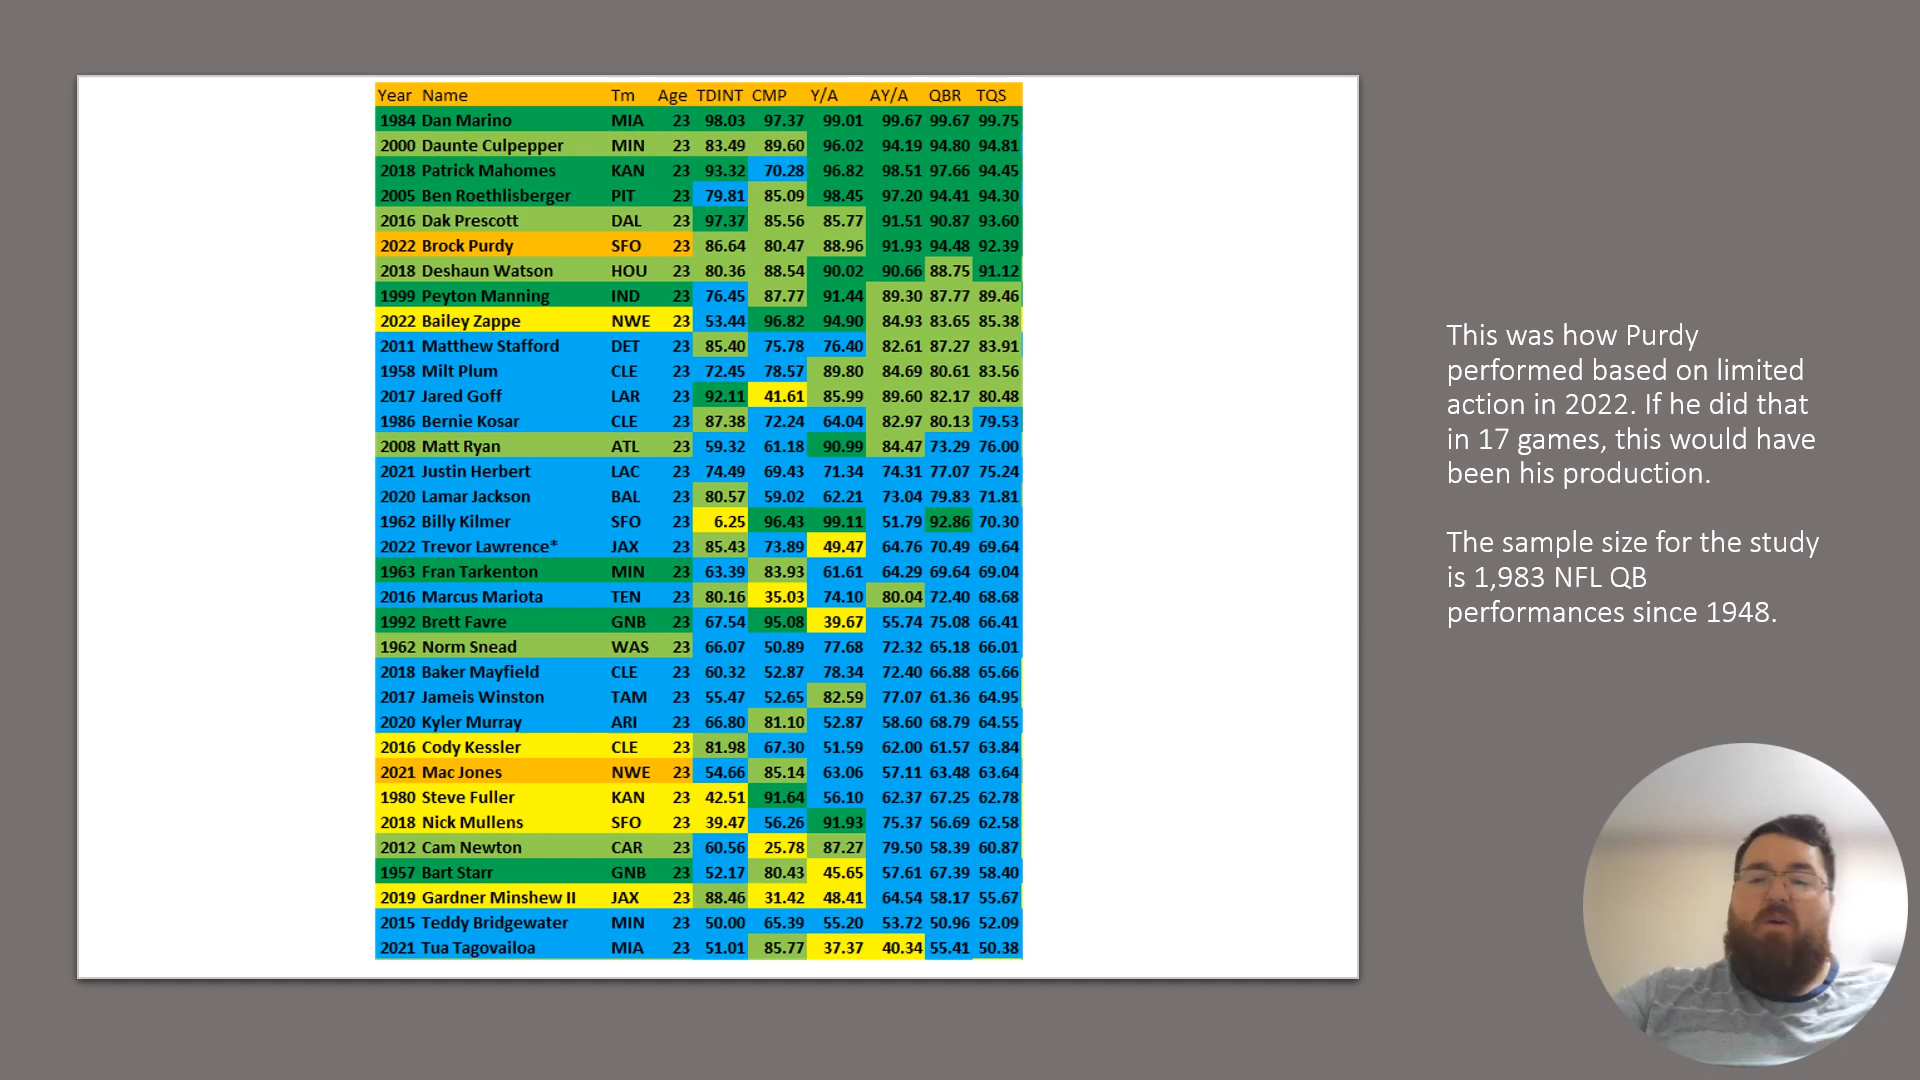 Year Name Tm Age TDINT CMP Y/A AY/A QBR TQS
1984 Dan Marino MIA 23 98.03 97.37 99.01 99.67 99.67 99.75
2000 Daunte Culpepper MIN 23 83.49 89.60 96.02 94.19 94.80 94.81
2018 Patrick Mahomes KAN 23 93.32 70.28 96.82 98.51 97.66 94.45
2005 Ben Roethlisberger PIT 23 79.81 85.09 98.45 97.20 94.41 94.30
2016 Dak Prescott DAL 23 97.37 85.56 85.77 91.51 90.87 93.60
2022 Brock Purdy SFO 23 86.64 80.47 88.96 91.93 94.48 92.39
2018 Deshaun Watson HOU 23 80.36 88.54 90.02 90.66 88.75 91.12
1999 Peyton Manning IND 23 76.45 87.77 91.44 89.30 87.77 89.46
2022 Bailey Zappe NWE 23 53.44 96.82 94.90 84.93 83.65 85.38
2011 Matthew Stafford DET 23 85.40 75.78 76.40 82.61 87.27 83.91
1958 Milt Plum CLE 23 72.45 78.57 89.80 84.69 80.61 83.56
2017 Jared Goff LAR 23 92.11 41.61 85.99 89.60 82.17 80.48
1986 Bernie Kosar CLE 23 87.38 72.24 64.04 82.97 80.13 79.53
2008 Matt Ryan ATL 23 59.32 61.18 90.99 84.47 73.29 76.00
2021 Justin Herbert LAC 23 74.49 69.43 71.34 74.31 77.07 75.24
2020 Lamar Jackson BAL 23 80.57 59.02 62.21 73.04 79.83 71.81
1962 Billy Kilmer SFO 23 6.25 96.43 99.11 51.79 92.86 70.30
2022 Trevor Lawrence* JAX 23 85.43 73.89 49.47 64.76 70.49 69.64
1963 Fran Tarkenton MIN 23 63.39 83.93 61.61 64.29 69.64 69.04
2016 Marcus Mariota TEN 23 80.16 35.03 74.10 80.04 72.40 68.68
1992 Brett Favre GNB 23 67.54 95.08 39.67 55.74 75.08 66.41
1962 Norm Snead WAS 23 66.07 50.89 77.68 72.32 65.18 66.01
2018 Baker Mayfield CLE 23 60.32 52.87 78.34 72.40 66.88 65.66
2017 Jameis Winston TAM 23 55.47 52.65 82.59 77.07 61.36 64.95
2020 Kyler Murray ARI 23 66.80 81.10 52.87 58.60 68.79 64.55
2016 Cody Kessler CLE 23 81.98 67.30 51.59 62.00 61.57 63.84
2021 Mac Jones NWE 23 54.66 85.14 63.06 57.11 63.48 63.64
1980 Steve Fuller KAN 23 42.51 91.64 56.10 62.37 67.25 62.78
2018 Nick Mullens SFO 23 39.47 56.26 91.93 75.37 56.69 62.58
2012 Cam Newton CAR 23 60.56 25.78 87.27 79.50 58.39 60.87
1957 Bart Starr GNB 23 52.17 80.43 45.65 57.61 67.39 58.40
2019 Gardner Minshew II JAX 23 88.46 31.42 48.41 64.54 58.17 55.67
2015 Teddy Bridgewater MIN 23 50.00 65.39 55.20 53.72 50.96 52.09
2021 Tua Tagovailoa MIA 23 51.01 85.77 37.37 40.34 55.41 50.38
This was how Purdy
performed based on limited
action in 2022. If he did that
in 17 games, this would have
been his production.
The sample size for the study
is 1,983 NFL QB
performances since 1948.